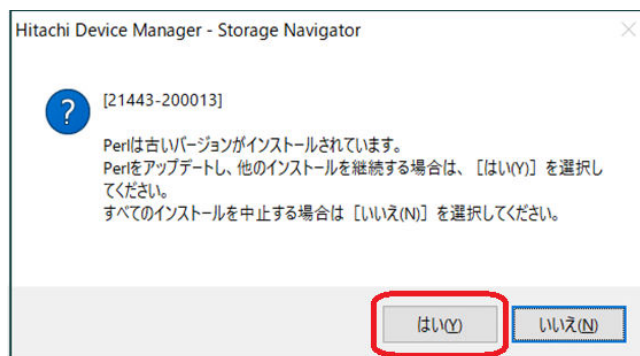 Hitachi Device Manager - Storage Navigator
[21443-200013]
Perlは古いバージョンがインストールされています。
Perlをアップデートし、他のインストールを継続する場合は、［はい(Y)］を選択し
てください。
すべてのインストールを中止する場合は［いいえ(N)］を選択してください。
はい(Y)
いいえ(N)